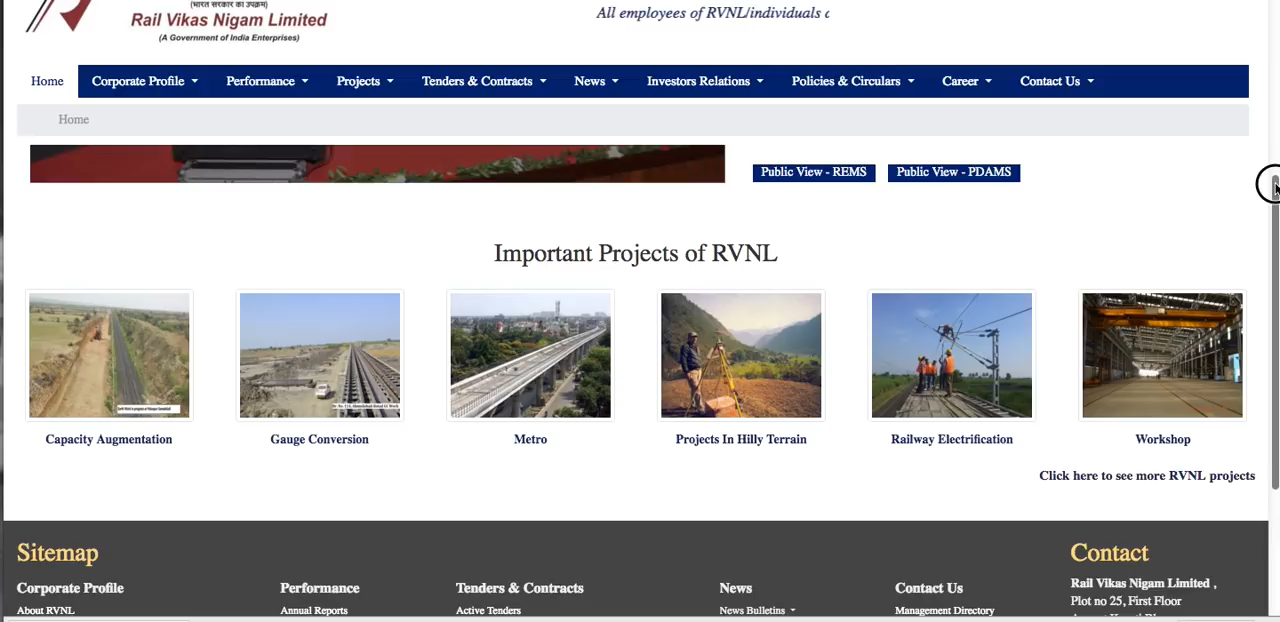 (भारत सरकार का उपक्रम)
Rail Vikas Nigam Limited
(A Government of India Enterprises)
All employees of RVNL/individuals
Home
Corporate Profile
Performance
Projects
Tenders & Contracts
News
Investors Relations
Policies & Circulars
Career
Contact Us
Home
Public View - REMS
Public View - PDAMS
Important Projects of RVNL
Capacity Augmentation
Gauge Conversion
Metro
Projects In Hilly Terrain
Railway Electrification
Workshop
Click here to see more RVNL projects
Sitemap
Contact
Corporate Profile
Performance
Tenders & Contracts
News
Contact Us
Rail Vikas Nigam Limited ,
About RVNL
Annual Reports
Active Tenders
News Bulletins
Management Directory
Plot no 25, First Floor